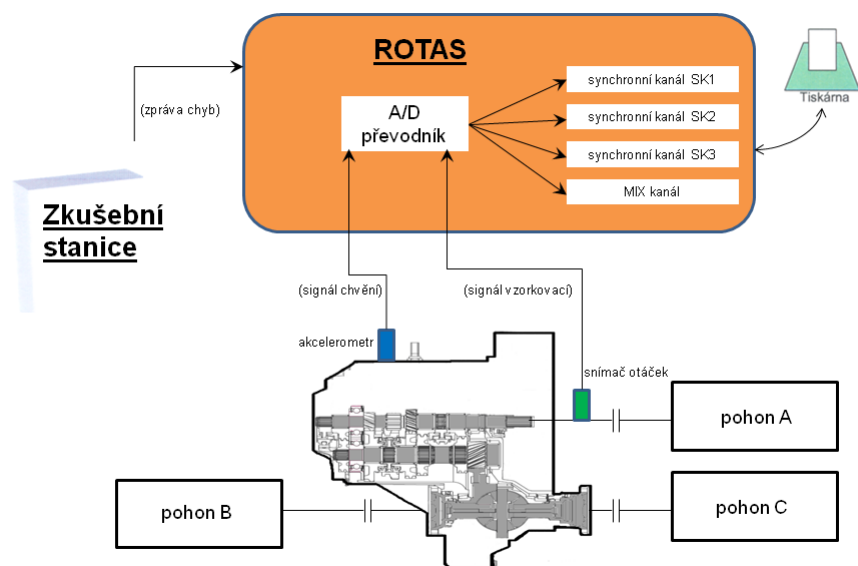 ROTAS
synchronní kanál SK1
(zpráva chyb)
A/D
převodník
synchronní kanál SK2
synchronní kanál SK3
MIX kanál
Tiskárna
Zkušební
stanice
(signál chvění)
(signál vzorkovací)
akcelerometr
snímač otáček
pohon A
pohon B
pohon C